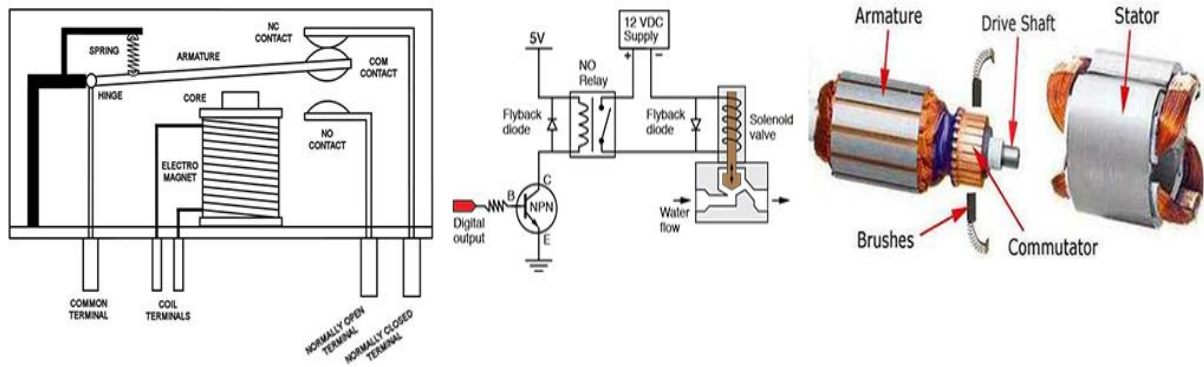 SPRING
ARMATURE
NC
CONTACT
COM
CONTACT
HINGE
CORE
NO
CONTACT
ELECTRO
MAGNET
COMMON
TERMINAL
COIL
TERMINALS
NORMALLY OPEN
TERMINAL
NORMALLY CLOSED
TERMINAL
12 VDC
Supply
5V
+
–
NO
Relay
Flyback
diode
Flyback
diode
Solenoid
valve
C
B
NPN
E
Digital
output
Water
flow
Armature
Drive Shaft
Stator
Brushes
Commutator